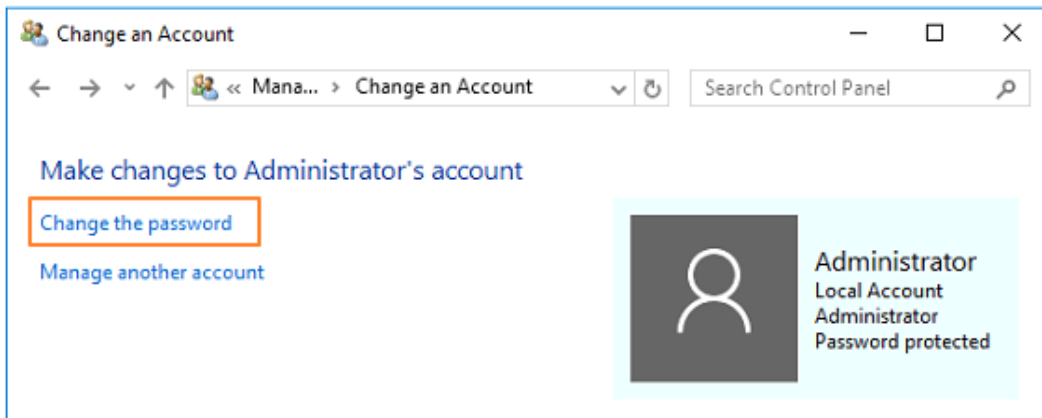 Change an Account
« Mana... › Change an Account
Search Control Panel
Make changes to Administrator's account
Change the password
Manage another account
Administrator
Local Account
Administrator
Password protected